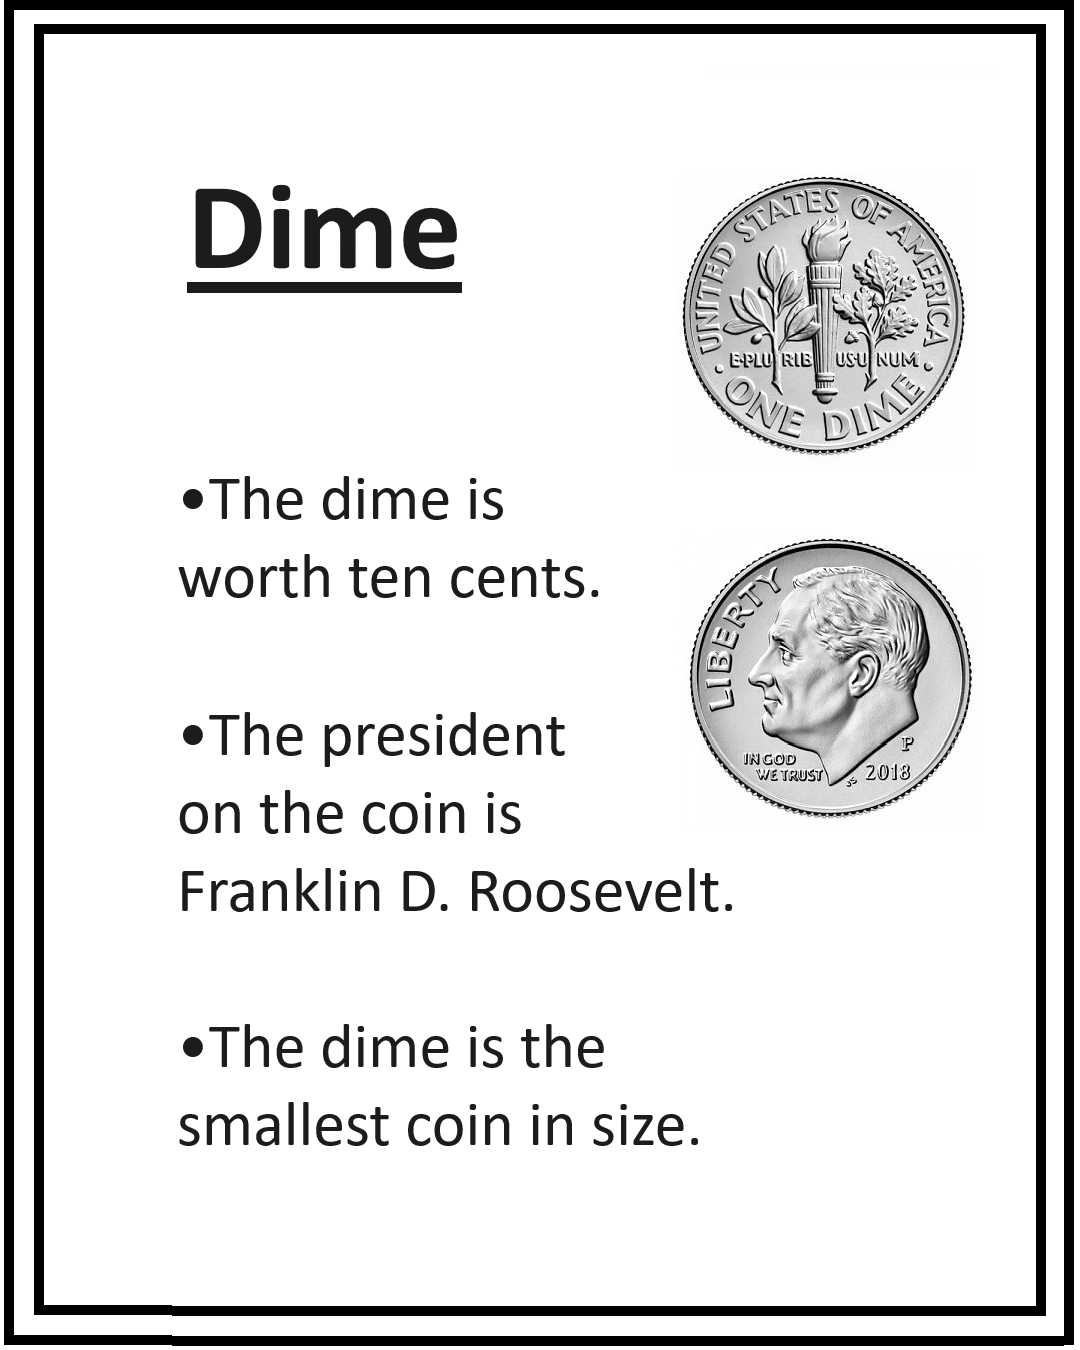 Dime
UNITED STATES OF AMERICA
E·PLU RIB US·U NUM
· ONE DIME ·
•The dime is
worth ten cents.
LIBERTY
IN GOD
WE TRUST
JS
P
2018
•The president
on the coin is
Franklin D. Roosevelt.
•The dime is the
smallest coin in size.